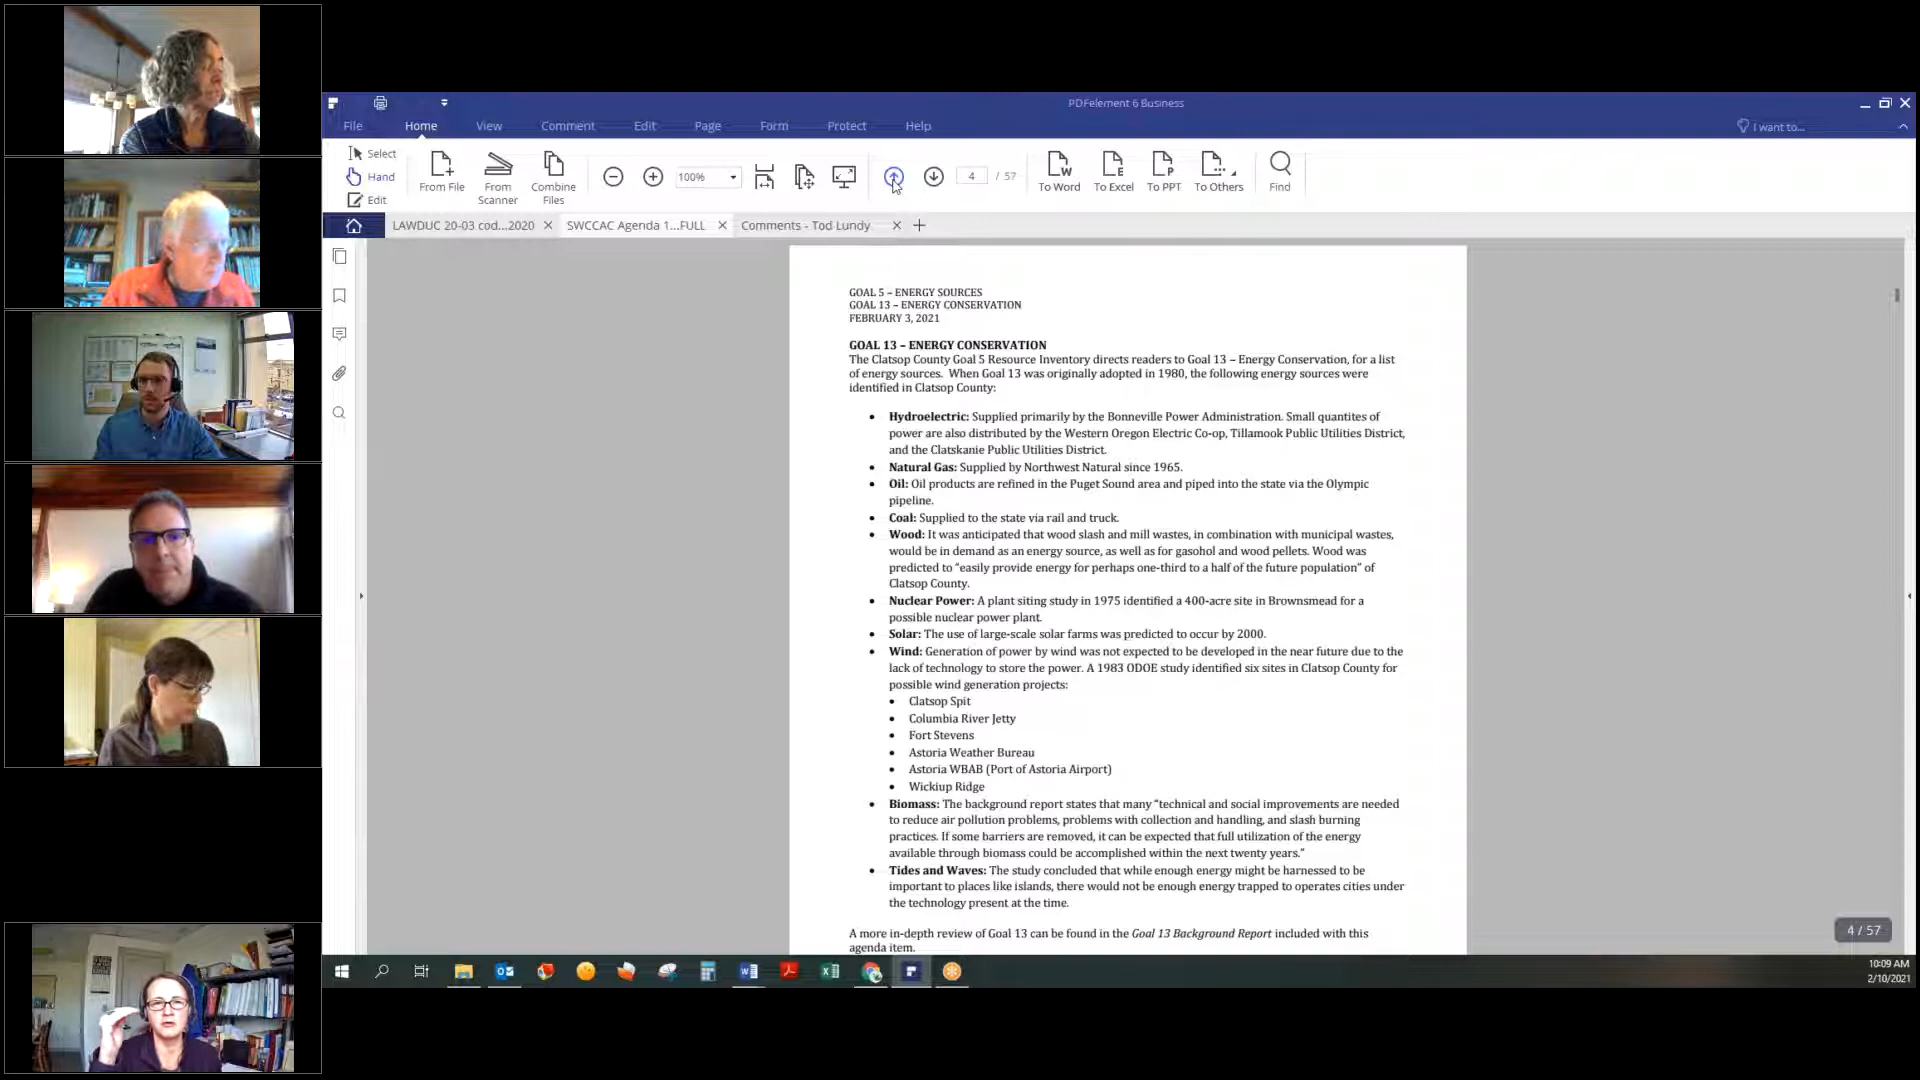 PDFelement 6 Business
File Home View Comment Edit Page Form Protect Help I want to...
Select
Hand
Edit
From File
From Scanner
Combine Files
100%
4 / 57
To Word To Excel To PPT To Others Find
LAWDUC 20-03 cod...2020 SWCCAC Agenda 1...FULL Comments - Tod Lundy
GOAL 5 – ENERGY SOURCES
GOAL 13 – ENERGY CONSERVATION
FEBRUARY 3, 2021
GOAL 13 – ENERGY CONSERVATION
The Clatsop County Goal 5 Resource Inventory directs readers to Goal 13 – Energy Conservation, for a list
of energy sources. When Goal 13 was originally adopted in 1980, the following energy sources were
identified in Clatsop County:
• Hydroelectric: Supplied primarily by the Bonneville Power Administration. Small quantites of
power are also distributed by the Western Oregon Electric Co-op, Tillamook Public Utilities District,
and the Clatskanie Public Utilities District.
• Natural Gas: Supplied by Northwest Natural since 1965.
• Oil: Oil products are refined in the Puget Sound area and piped into the state via the Olympic
pipeline.
• Coal: Supplied to the state via rail and truck.
• Wood: It was anticipated that wood slash and mill wastes, in combination with municipal wastes,
would be in demand as an energy source, as well as for gasohol and wood pellets. Wood was
predicted to “easily provide energy for perhaps one-third to a half of the future population” of
Clatsop County.
• Nuclear Power: A plant siting study in 1975 identified a 400-acre site in Brownsmead for a
possible nuclear power plant.
• Solar: The use of large-scale solar farms was predicted to occur by 2000.
• Wind: Generation of power by wind was not expected to be developed in the near future due to the
lack of technology to store the power. A 1983 ODOE study identified six sites in Clatsop County for
possible wind generation projects:
• Clatsop Spit
• Columbia River Jetty
• Fort Stevens
• Astoria Weather Bureau
• Astoria WBAB (Port of Astoria Airport)
• Wickiup Ridge
• Biomass: The background report states that many “technical and social improvements are needed
to reduce air pollution problems, problems with collection and handling, and slash burning
practices. If some barriers are removed, it can be expected that full utilization of the energy
available through biomass could be accomplished within the next twenty years.”
• Tides and Waves: The study concluded that while enough energy might be harnessed to be
important to places like islands, there would not be enough energy trapped to operates cities under
the technology present at the time.
A more in-depth review of Goal 13 can be found in the Goal 13 Background Report included with this
agenda item.
4 / 57
10:09 AM
2/10/2021